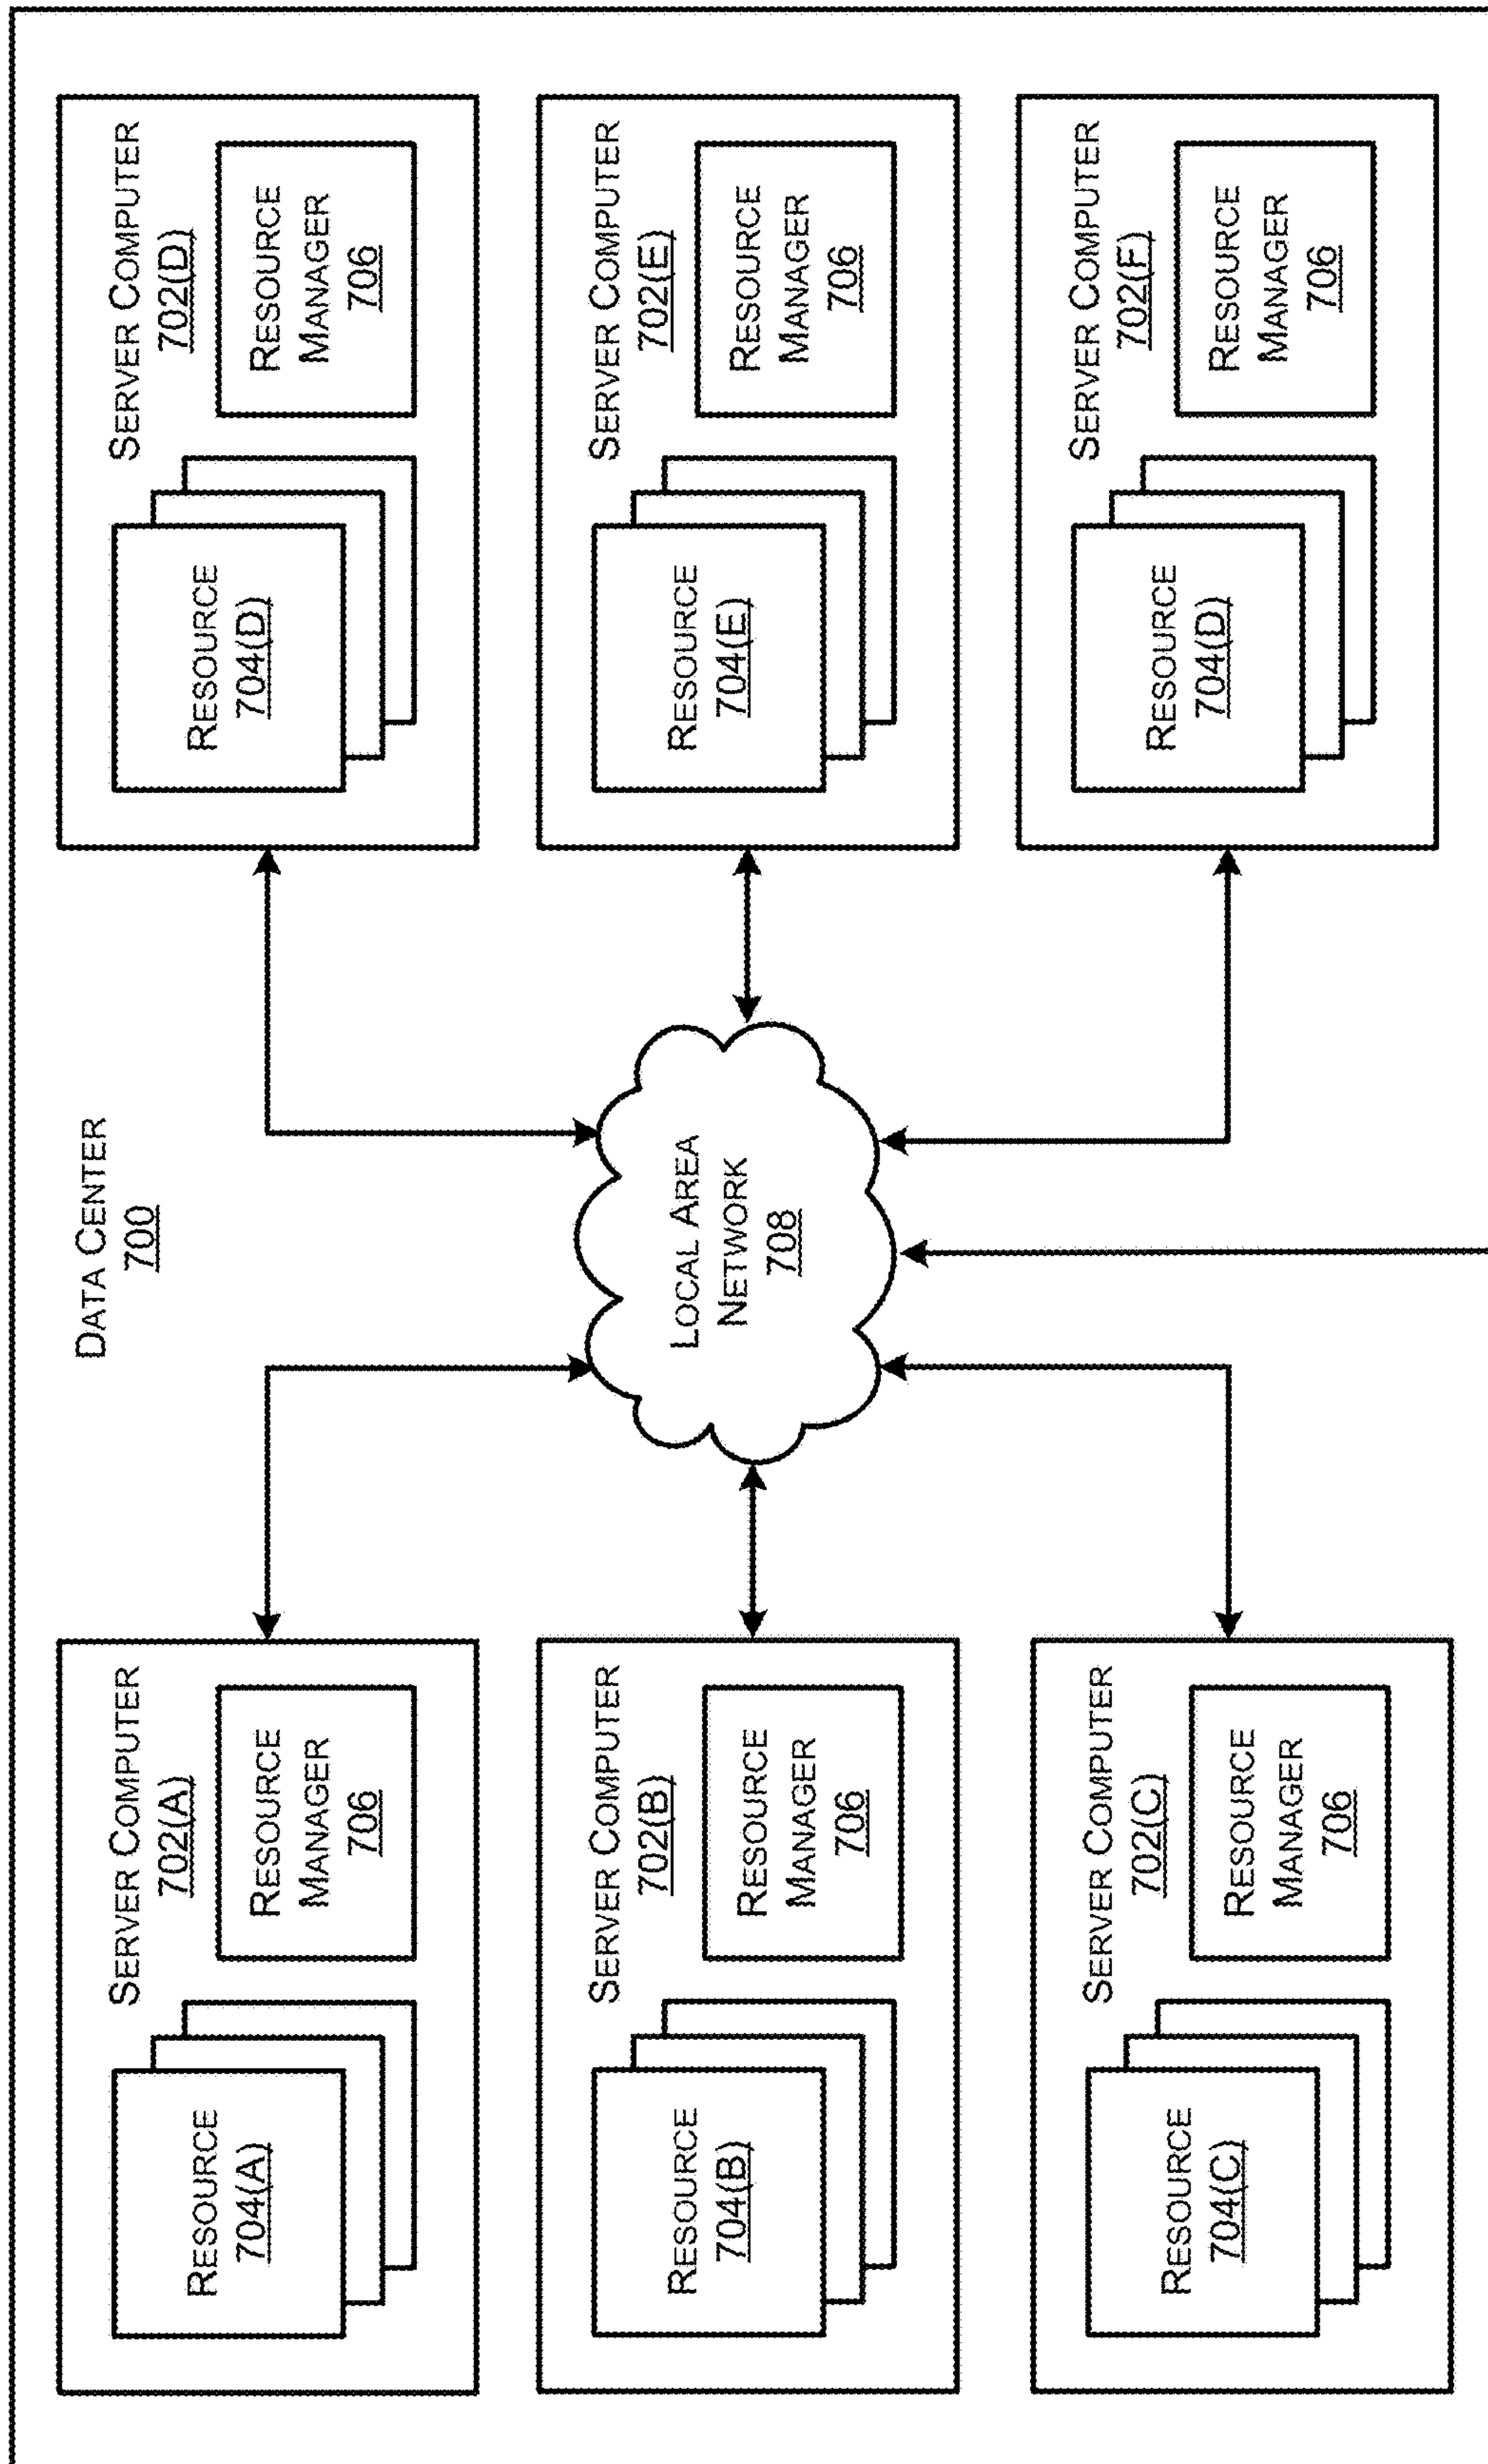 DATA CENTER
700
SERVER COMPUTER
702(A)
RESOURCE
704(A)
RESOURCE
MANAGER
706
SERVER COMPUTER
702(B)
RESOURCE
704(B)
RESOURCE
MANAGER
706
SERVER COMPUTER
702(C)
RESOURCE
704(C)
RESOURCE
MANAGER
706
LOCAL AREA
NETWORK
708
SERVER COMPUTER
702(D)
RESOURCE
704(D)
RESOURCE
MANAGER
706
SERVER COMPUTER
702(E)
RESOURCE
704(E)
RESOURCE
MANAGER
706
SERVER COMPUTER
702(F)
RESOURCE
704(D)
RESOURCE
MANAGER
706